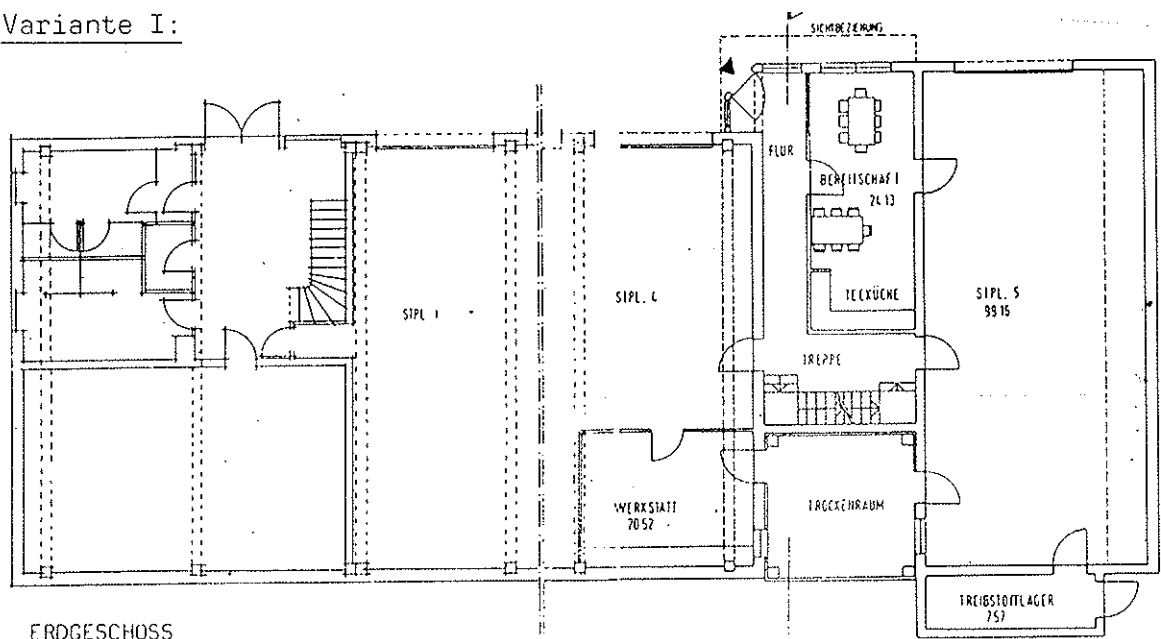 Variante I:
SICHTBEZIEHUNG
FLUR
BEREITSCHAFT
24.13
TEEKÜCHE
STPL. 1
STPL. 4
STPL. 5
99.15
TREPPE
WERKSTATT
20.52
TROCKENRAUM
TREIBSTOFFLAGER
7.57
ERDGESCHOSS